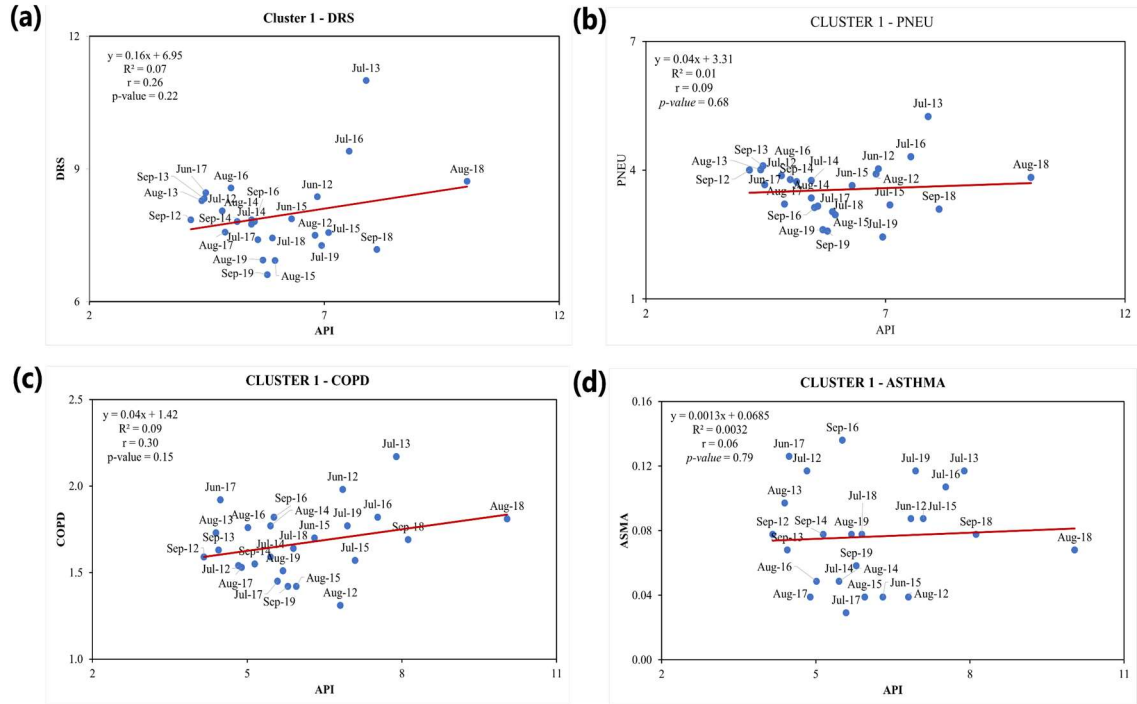 (a)
Cluster 1 - DRS
12
9
6
DRS
y = 0.16x + 6.95
R² = 0.07
r = 0.26
p-value = 0.22
Jul-13
Jul-16
Aug-18
Jun-17
Sep-13
Aug-16
Aug-13
Jul-12
Sep-16
Jun-12
Aug-14
Sep-12
Sep-14
Jul-14
Jun-15
Aug-12
Jul-15
Sep-18
Aug-17
Jul-17
Jul-18
Jul-19
Aug-19
Sep-19
Aug-15
2
7
12
API
(b)
CLUSTER 1 - PNEU
7
4
1
PNEU
y = 0.04x + 3.31
R² = 0.01
r = 0.09
p-value = 0.68
Jul-13
Jul-16
Aug-18
Sep-13
Aug-16
Aug-13
Jul-12
Jul-14
Jun-12
Sep-14
Sep-12
Jun-17
Jun-15
Aug-12
Aug-14
Aug-17
Jul-17
Jul-15
Sep-18
Sep-16
Jul-18
Aug-19
Aug-15
Jul-19
Sep-19
2
7
12
API
(c)
CLUSTER 1 - COPD
2.5
2.0
1.5
1.0
COPD
y = 0.04x + 1.42
R² = 0.09
r = 0.30
p-value = 0.15
Jul-13
Jun-17
Jun-12
Sep-16
Jul-16
Aug-18
Aug-13
Aug-16
Aug-14
Jul-19
Jun-15
Sep-13
Jul-18
Sep-18
Sep-12
Sep-14
Jul-14
Jul-15
Jul-12
Aug-19
Aug-17
Jul-17
Sep-19
Aug-15
Aug-12
2
5
8
11
API
(d)
CLUSTER 1 - ASTHMA
0.16
0.12
0.08
0.04
0.00
ASMA
y = 0.0013x + 0.0685
R² = 0.0032
r = 0.06
p-value = 0.79
Sep-16
Jun-17
Jul-12
Jul-19
Jul-13
Jul-16
Aug-13
Jul-18
Jun-12
Jul-15
Sep-12
Sep-14
Aug-19
Sep-18
Sep-13
Aug-18
Sep-19
Aug-16
Jul-14
Aug-14
Aug-17
Aug-15
Jun-15
Jul-17
Aug-12
2
5
8
11
API